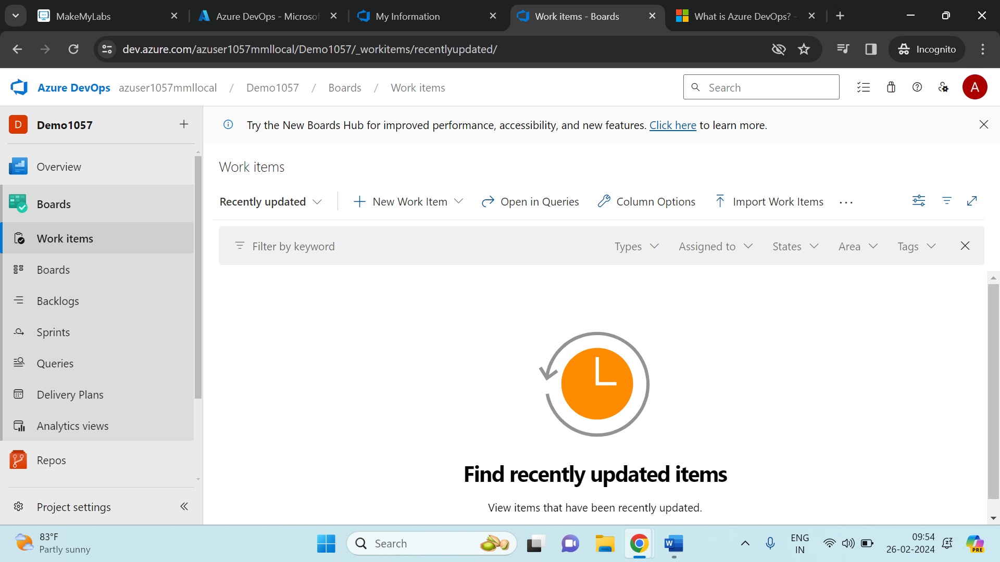 MakeMyLabs
Azure DevOps - Microsof
My Information
Work items - Boards
What is Azure DevOps? -
dev.azure.com/azuser1057mmllocal/Demo1057/_workitems/recentlyupdated/
Incognito
Azure DevOps azuser1057mmllocal / Demo1057 / Boards / Work items
Search
A
D Demo1057
Try the New Boards Hub for improved performance, accessibility, and new features. Click here to learn more.
Overview
Boards
Work items
Boards
Backlogs
Sprints
Queries
Delivery Plans
Analytics views
Repos
Project settings
Work items
Recently updated
New Work Item
Open in Queries
Column Options
Import Work Items
Filter by keyword
Types
Assigned to
States
Area
Tags
Find recently updated items
View items that have been recently updated.
83°F
Partly sunny
Search
W
ENG
IN
09:54
26-02-2024
PRE